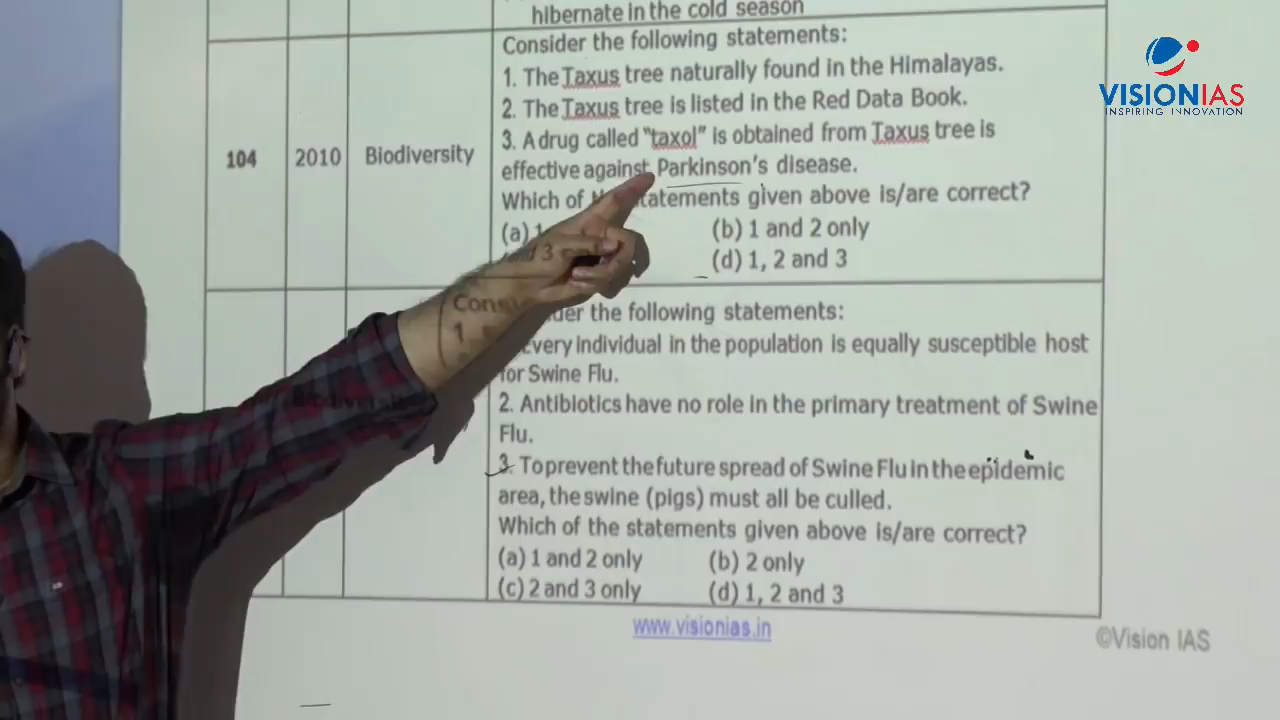 VISIONIAS
INSPIRING INNOVATION
hibernate in the cold season
104
2010
Biodiversity
Consider the following statements:
1. The Taxus tree naturally found in the Himalayas.
2. The Taxus tree is listed in the Red Data Book.
3. A drug called "taxol" is obtained from Taxus tree is
effective against Parkinson's disease.
Which of statements given above is/are correct?
(a) 1 (b) 1 and 2 only
and 3 (d) 1, 2 and 3
the following statements:
Every individual in the population is equally susceptible host
for Swine Flu.
2. Antibiotics have no role in the primary treatment of Swine
Flu.
3. To prevent the future spread of Swine Flu in the epidemic
area, the swine (pigs) must all be culled.
Which of the statements given above is/are correct?
(a) 1 and 2 only (b) 2 only
(c) 2 and 3 only (d) 1, 2 and 3
www.visionias.in
©Vision IAS